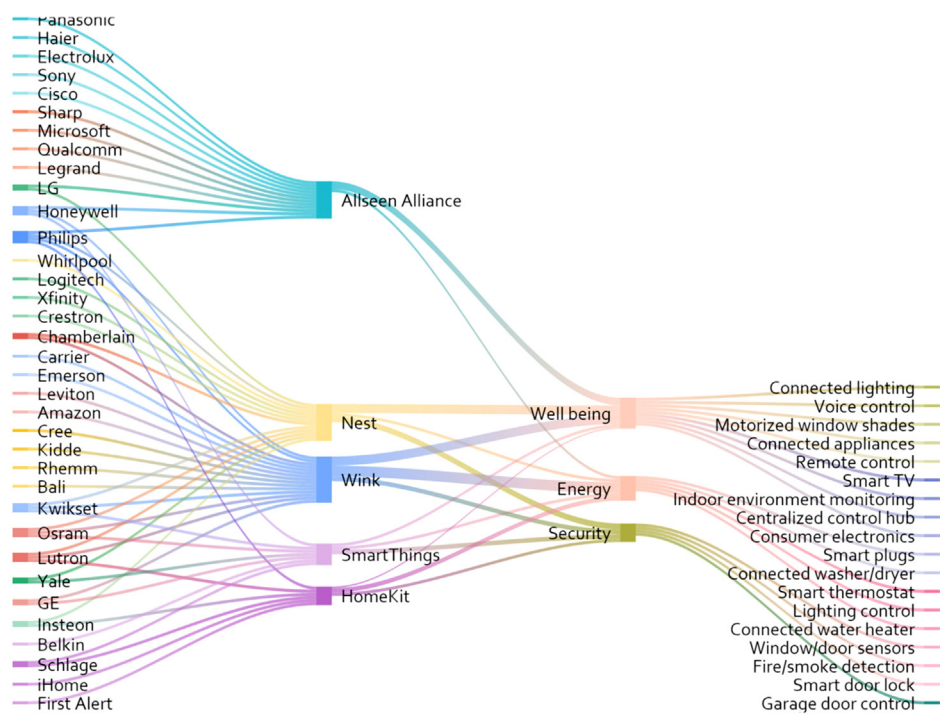 Panasonic
Haier
Electrolux
Sony
Cisco
Sharp
Microsoft
Qualcomm
Legrand
LG
Honeywell
Philips
Whirlpool
Logitech
Xfinity
Crestron
Chamberlain
Carrier
Emerson
Leviton
Amazon
Cree
Kidde
Rhemm
Bali
Kwikset
Osram
Lutron
Yale
GE
Insteon
Belkin
Schlage
iHome
First Alert
Allseen Alliance
Nest
Wink
SmartThings
HomeKit
Well being
Energy
Security
Connected lighting
Voice control
Motorized window shades
Connected appliances
Remote control
Smart TV
Indoor environment monitoring
Centralized control hub
Consumer electronics
Smart plugs
Connected washer/dryer
Smart thermostat
Lighting control
Connected water heater
Window/door sensors
Fire/smoke detection
Smart door lock
Garage door control